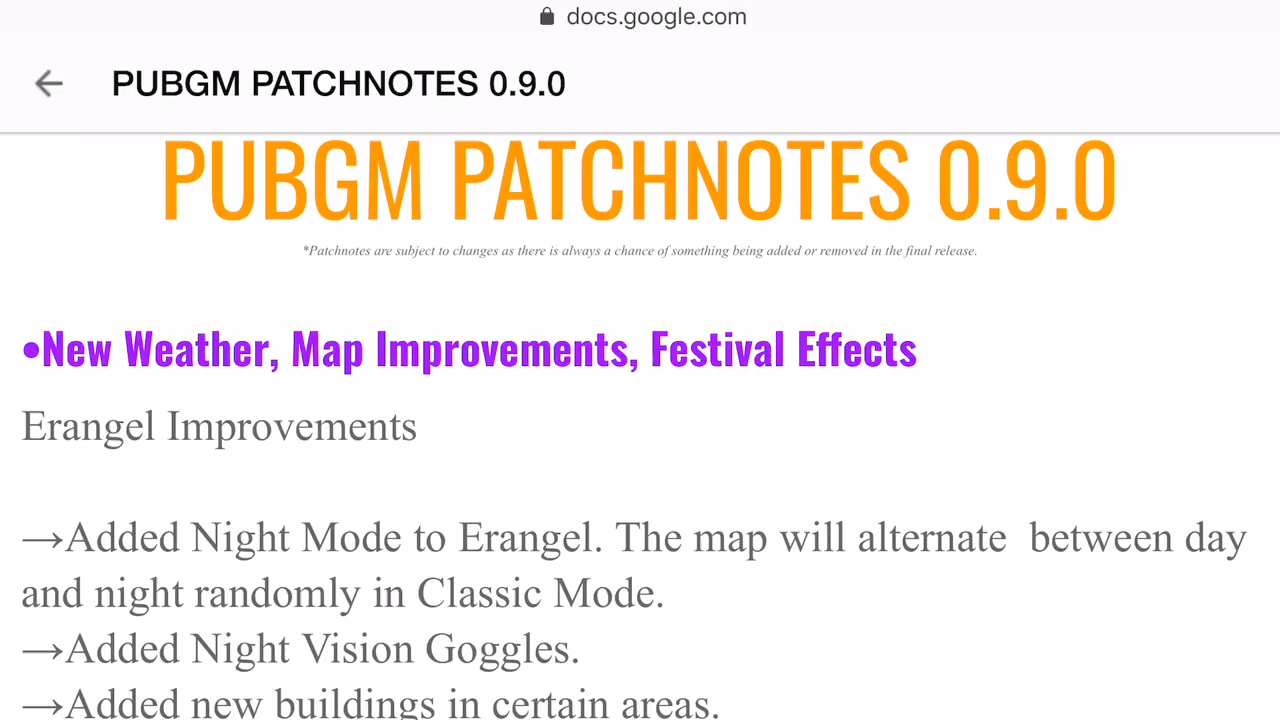 docs.google.com
PUBGM PATCHNOTES 0.9.0
PUBGM PATCHNOTES 0.9.0
*Patchnotes are subject to changes as there is always a chance of something being added or removed in the final release.
•New Weather, Map Improvements, Festival Effects
Erangel Improvements
→Added Night Mode to Erangel. The map will alternate  between day
and night randomly in Classic Mode.
→Added Night Vision Goggles.
→Added new buildings in certain areas.